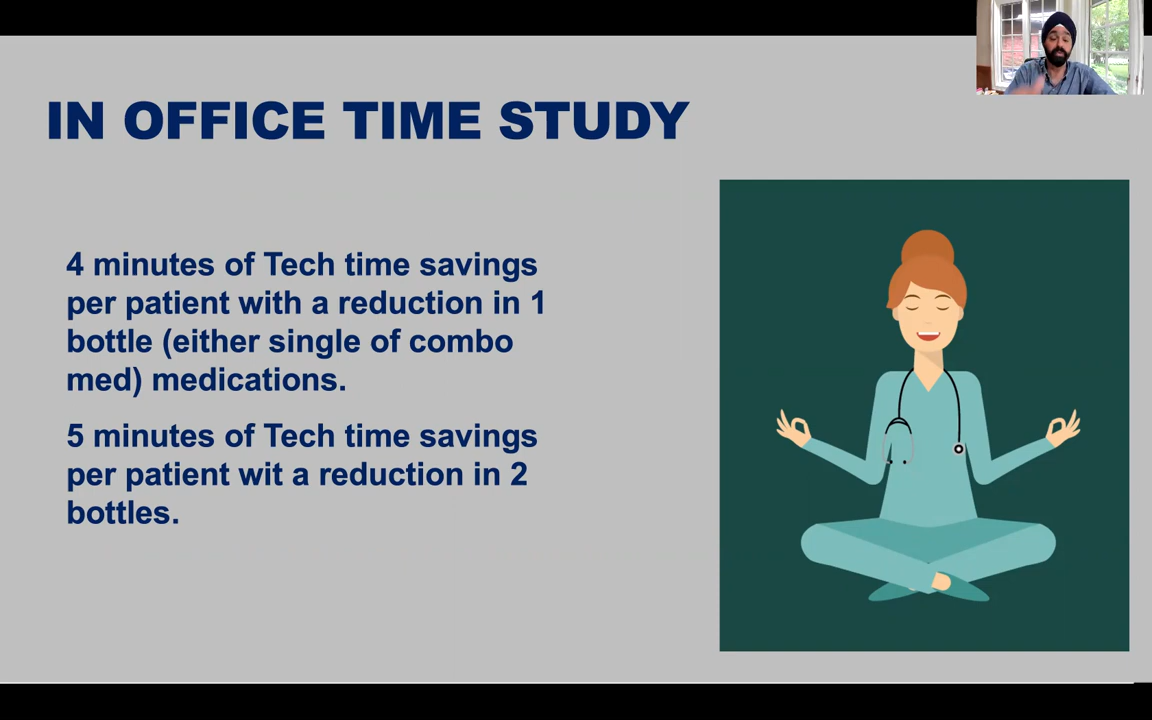 IN OFFICE TIME STUDY
4 minutes of Tech time savings
per patient with a reduction in 1
bottle (either single of combo
med) medications.
5 minutes of Tech time savings
per patient wit a reduction in 2
bottles.